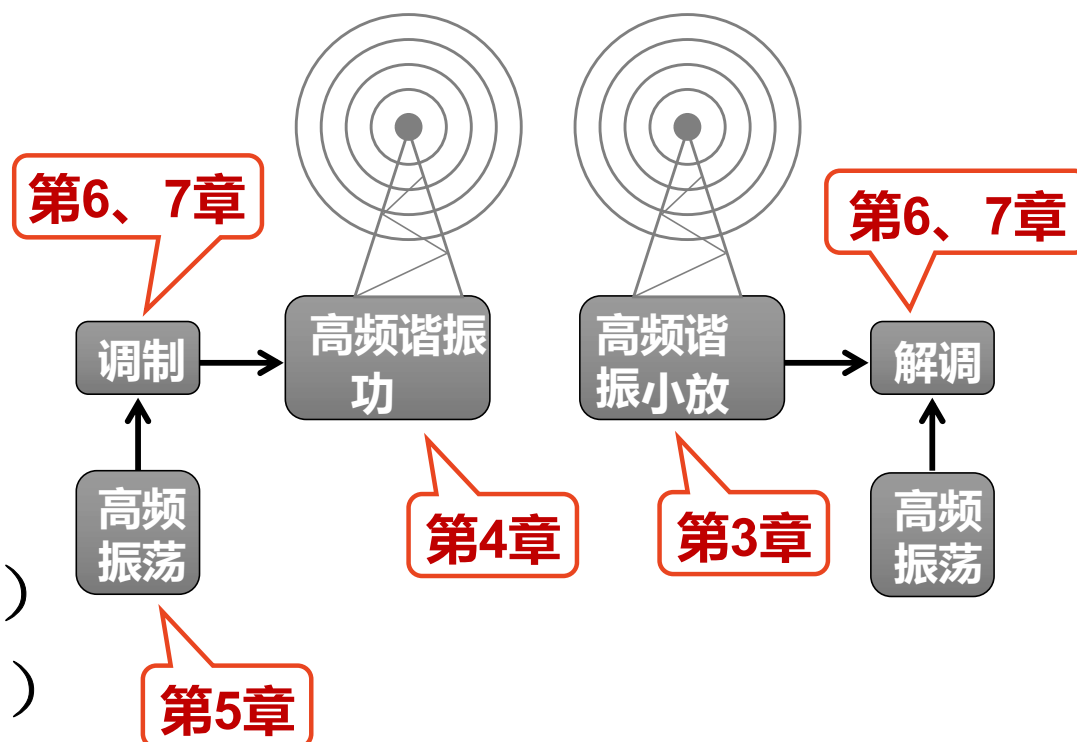 第6、7章
第6、7章
高频谐振
功
高频谐
振小放
调制
解调
第4章
第3章
高频
振荡
高频
振荡
）
）
第5章